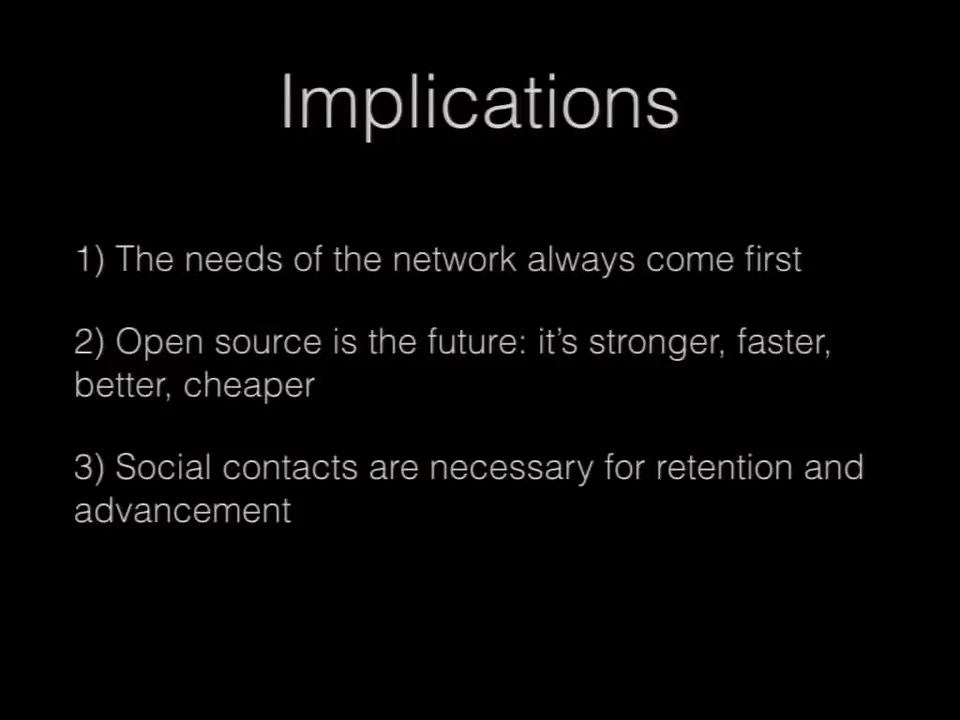 Implications
1) The needs of the network always come first
2) Open source is the future: it’s stronger, faster,
better, cheaper
3) Social contacts are necessary for retention and
advancement